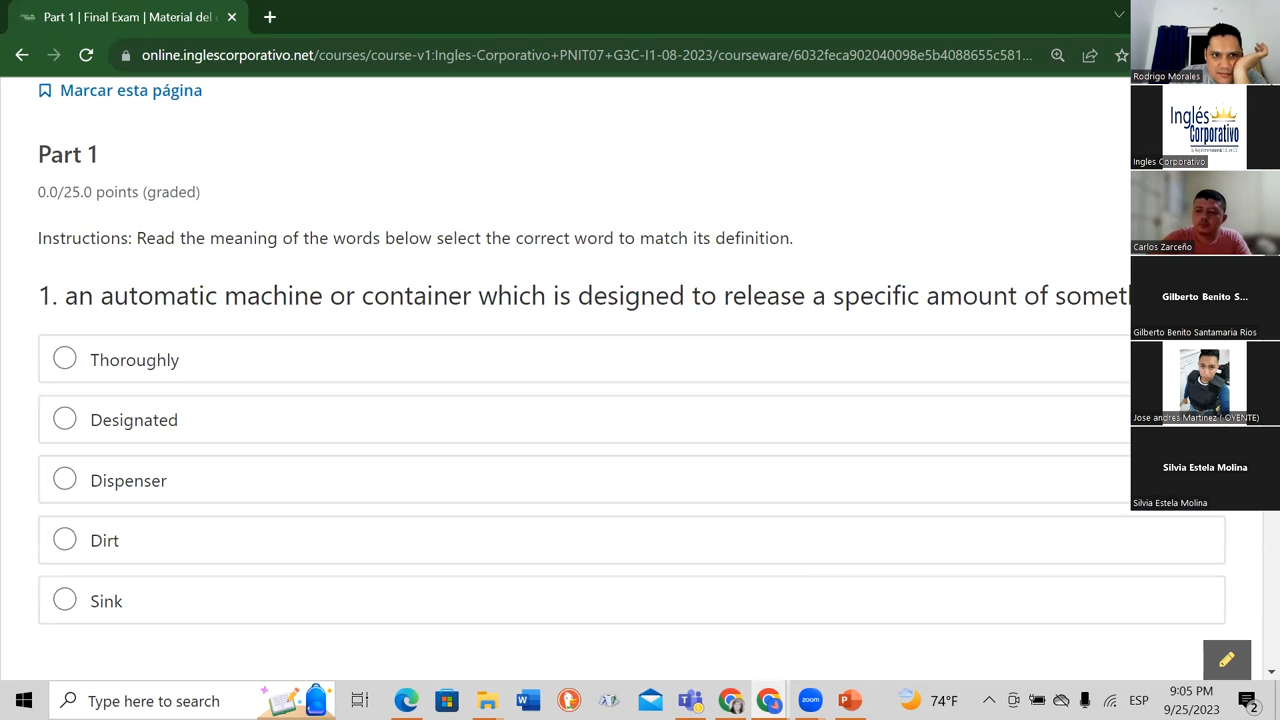 Part 1 | Final Exam | Material del c
online.inglescorporativo.net/courses/course-v1:Ingles-Corporativo+PNIT07+G3C-I1-08-2023/courseware/6032feca902040098e5b4088655c581...
Marcar esta página
Part 1
0.0/25.0 points (graded)
Instructions: Read the meaning of the words below select the correct word to match its definition.
1. an automatic machine or container which is designed to release a specific amount of somet
Thoroughly
Designated
Dispenser
Dirt
Sink
Rodrigo Morales
Inglés
Corporativo
Ingles Corporativo
Carlos Zarceño
Gilberto Benito S...
Gilberto Benito Santamaria Rios
Jose andres Martinez ( OYENTE)
Silvia Estela Molina
Silvia Estela Molina
Type here to search
zoom
74°F
ESP
9:05 PM
9/25/2023
2